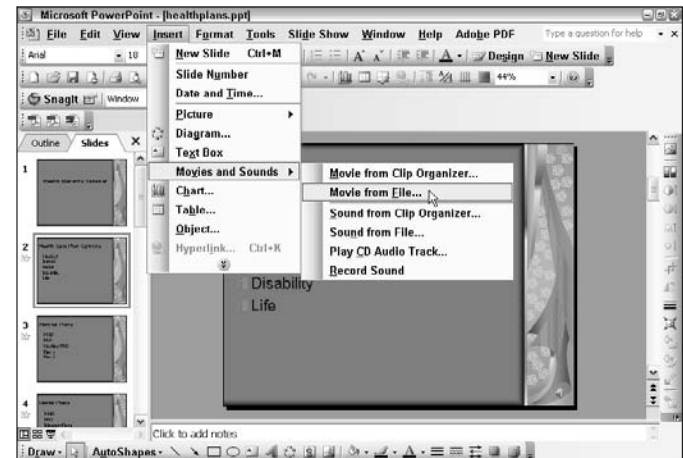 Microsoft PowerPoint - [healthplans.ppt]
File Edit View Insert Format Tools Slide Show Window Help Adobe PDF Type a question for help
Arial 18 Design New Slide
44%
SnagIt Window
New Slide Ctrl+M
Slide Number
Date and Time...
Picture
Diagram...
Text Box
Movies and Sounds
Chart...
Table...
Object...
Hyperlink... Ctrl+K
Movie from Clip Organizer...
Movie from File...
Sound from Clip Organizer...
Sound from File...
Play CD Audio Track...
Record Sound
Outline Slides
1
2
3
4
Disability
Life
Click to add notes
Draw AutoShapes